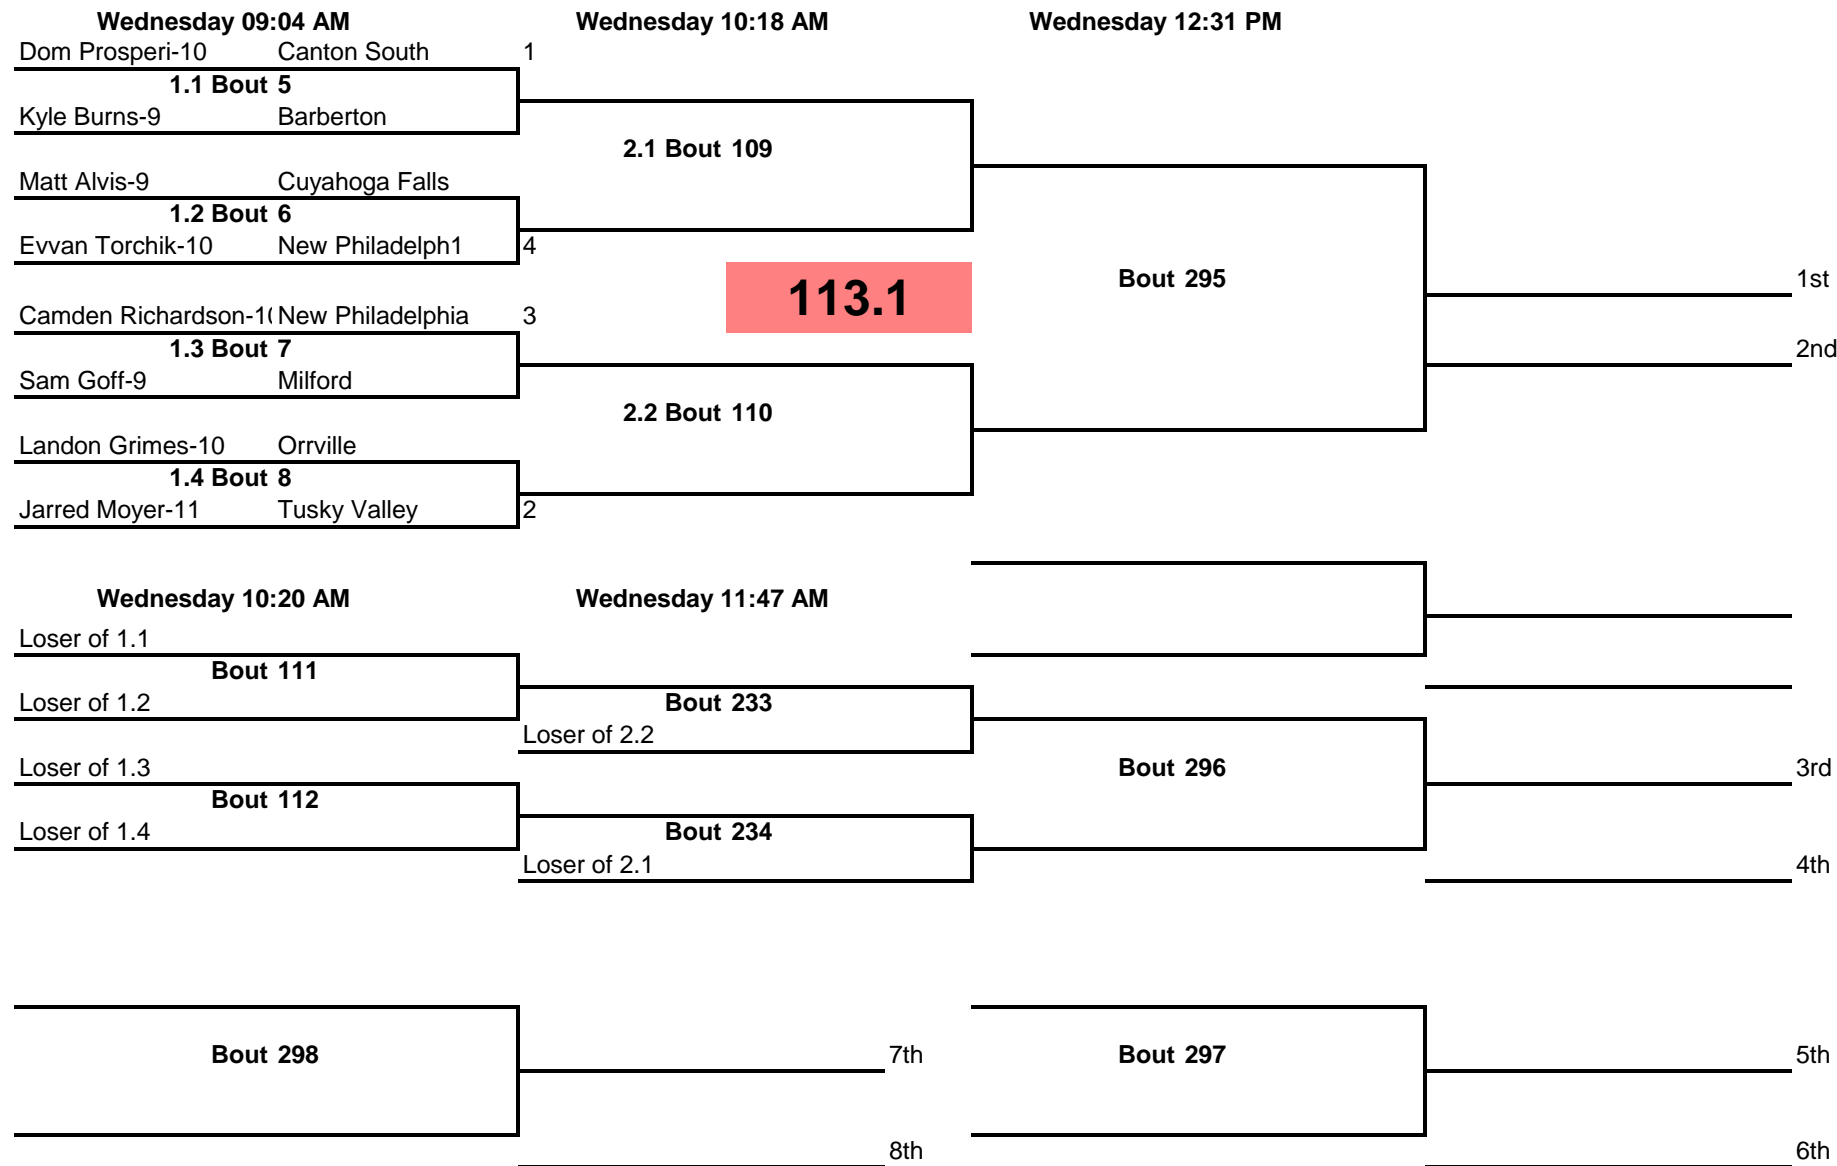 Wednesday 09:04 AM Wednesday 10:18 AM Wednesday 12:31 PM
Dom Prosperi-10 Canton South 1
1.1 Bout 5
Kyle Burns-9 Barberton
2.1 Bout 109
Matt Alvis-9 Cuyahoga Falls
1.2 Bout 6
Evvan Torchik-10 New Philadelph1 4
113.1 Bout 295 1st
Camden Richardson-1( New Philadelphia 3
1.3 Bout 7 2nd
Sam Goff-9 Milford
2.2 Bout 110
Landon Grimes-10 Orrville
1.4 Bout 8
Jarred Moyer-11 Tusky Valley 2
Wednesday 10:20 AM Wednesday 11:47 AM
Loser of 1.1
Bout 111
Loser of 1.2 Bout 233
Loser of 2.2
Loser of 1.3 Bout 296 3rd
Bout 112
Loser of 1.4 Bout 234
Loser of 2.1 4th
Bout 298 7th Bout 297 5th
8th 6th